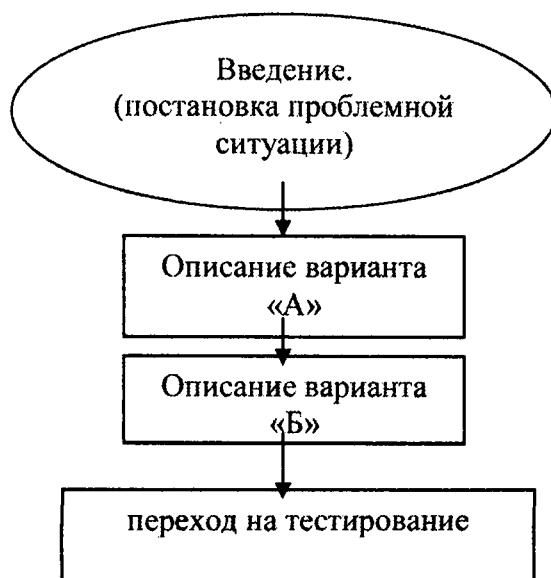 Введение.
(постановка проблемной
ситуации)
Описание варианта
«А»
Описание варианта
«Б»
переход на тестирование